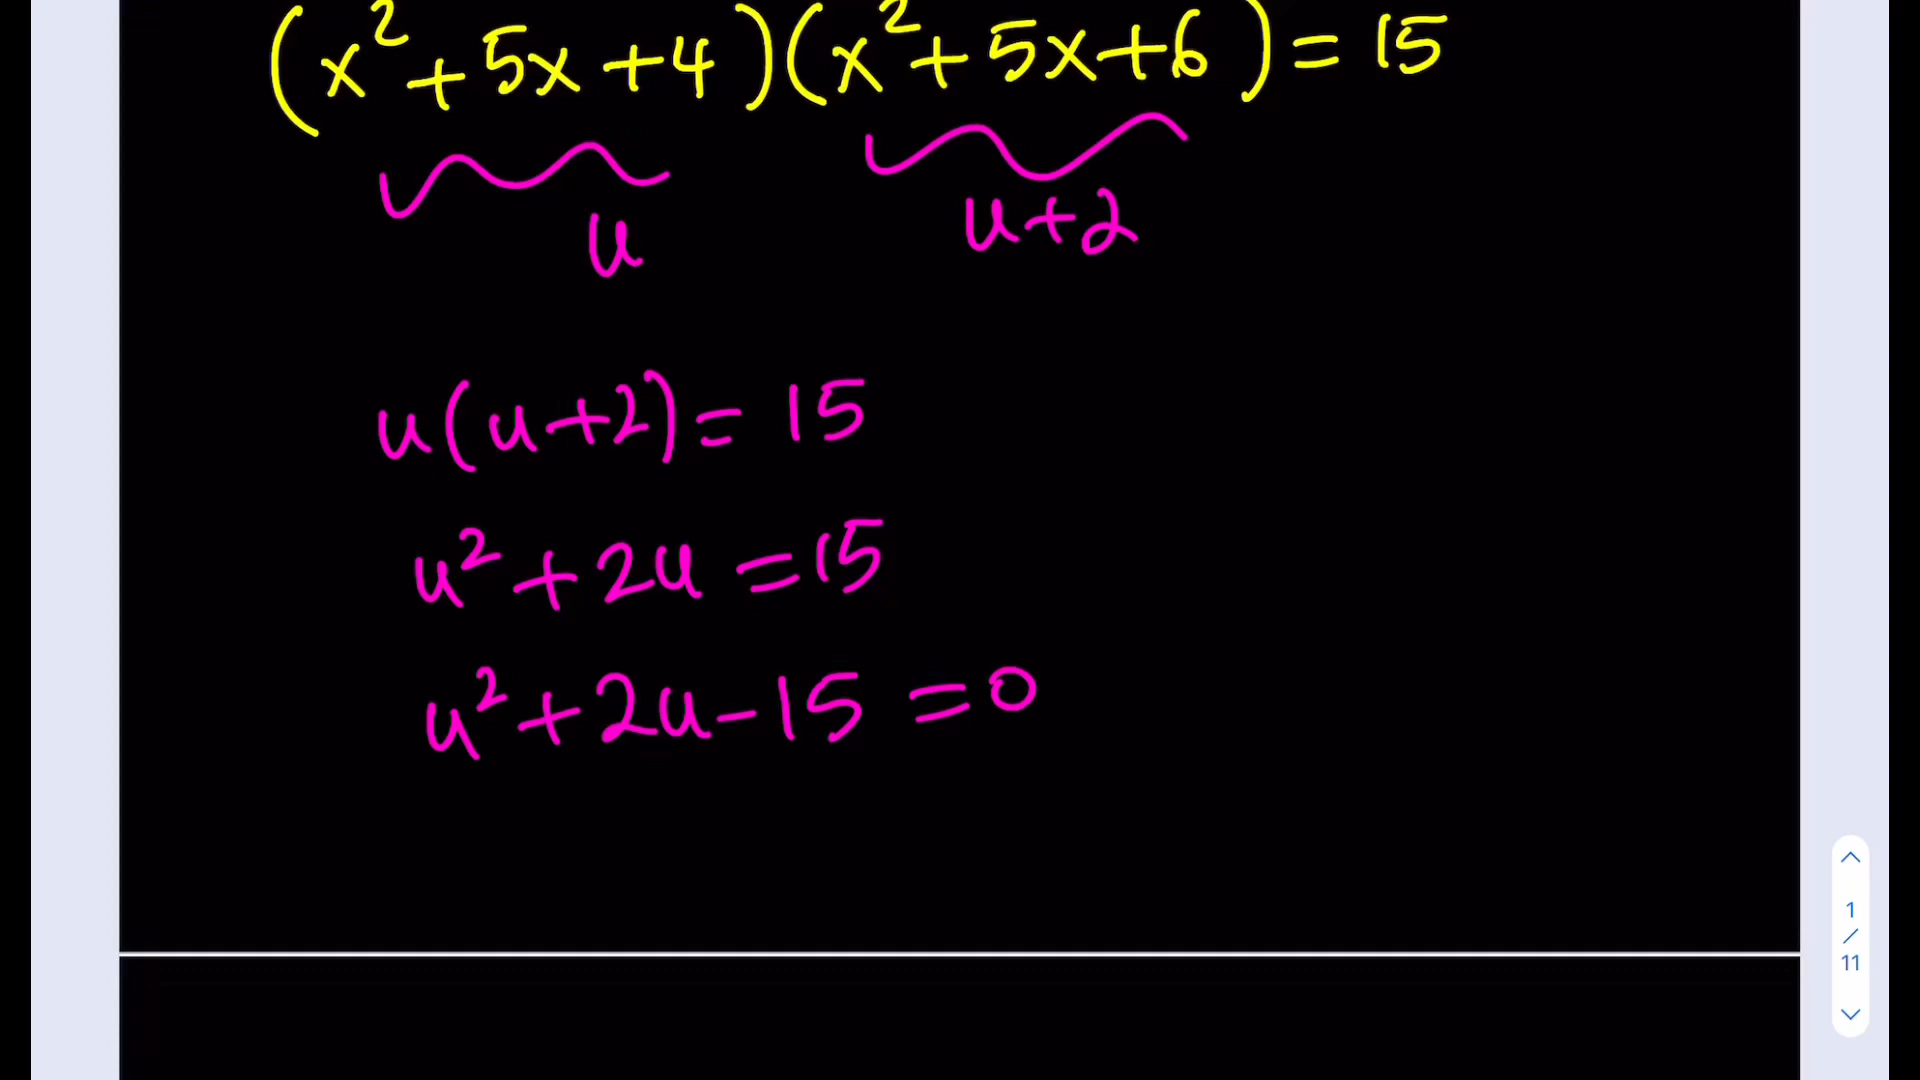 (x²+5x+4)(x²+5x+6)=15
u u+2
u(u+2)=15
u²+2u=15
u²+2u-15=0
1
/
11